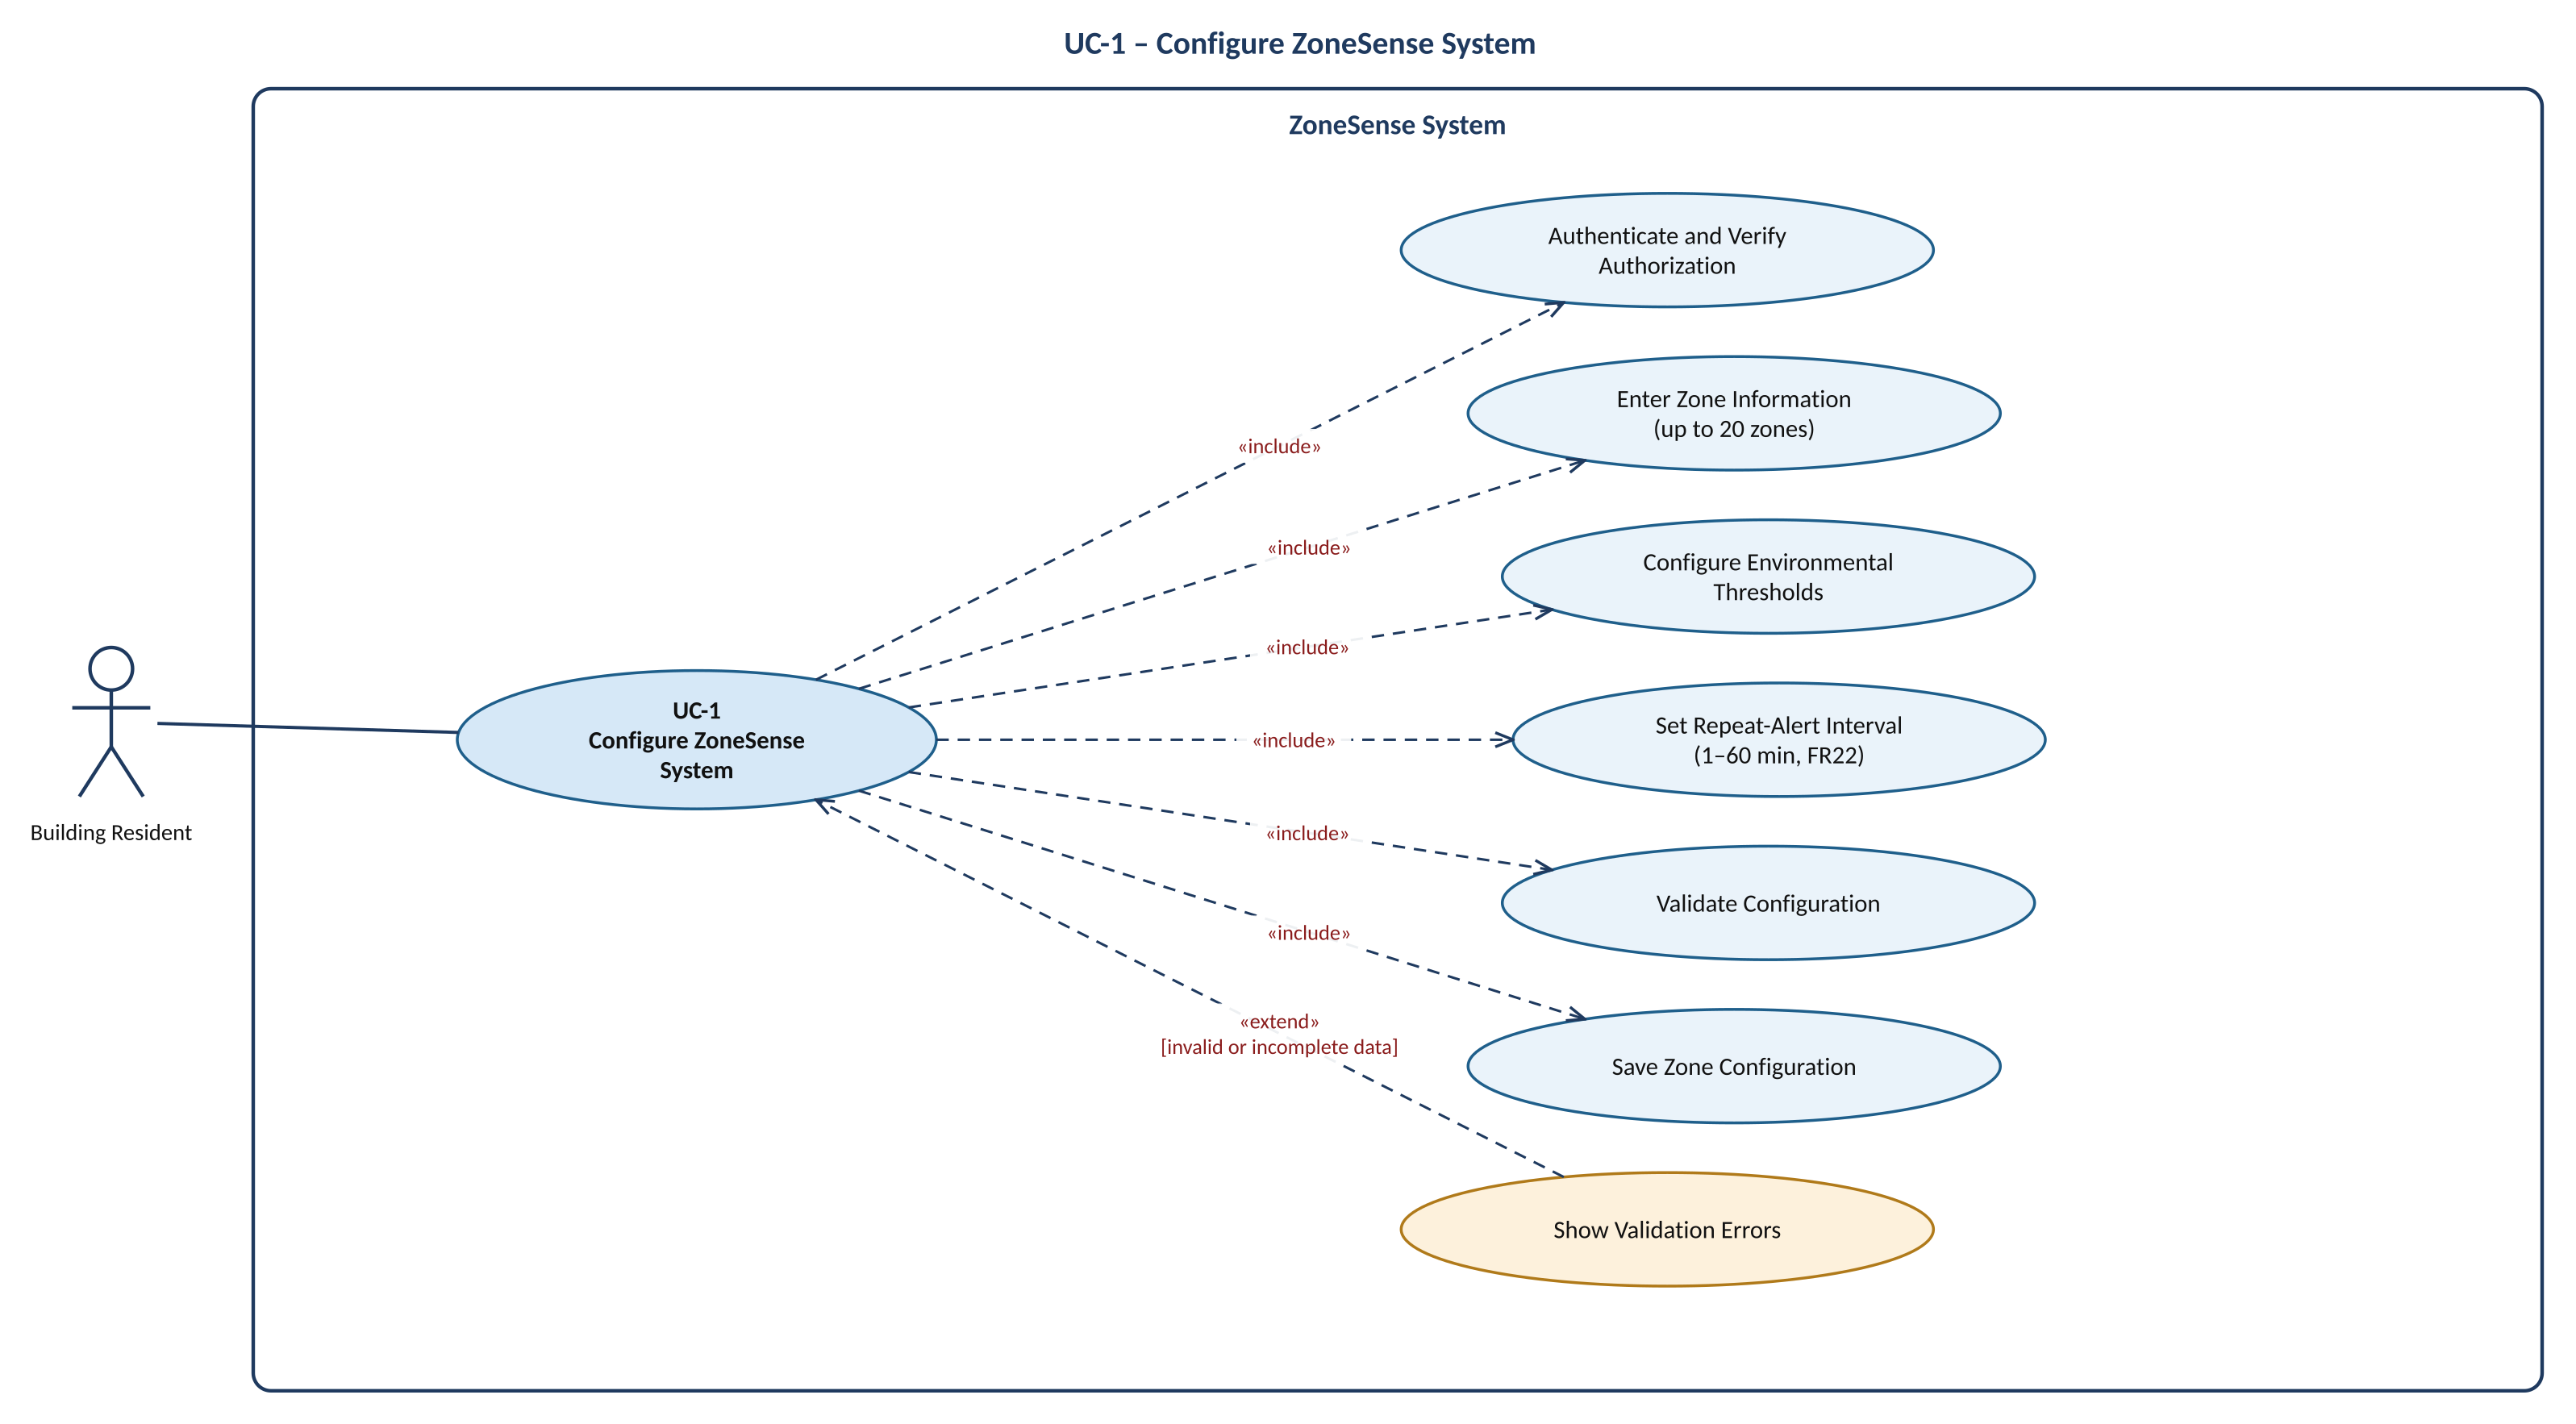 UC-1 – Configure ZoneSense System
ZoneSense System
Authenticate and Verify
Authorization
«include»
Enter Zone Information
(up to 20 zones)
«include»
Configure Environmental
Thresholds
«include»
UC-1
Configure ZoneSense
System
«include»
Set Repeat-Alert Interval
(1–60 min, FR22)
Building Resident
«include»
Validate Configuration
«include»
Save Zone Configuration
«extend»
[invalid or incomplete data]
Show Validation Errors